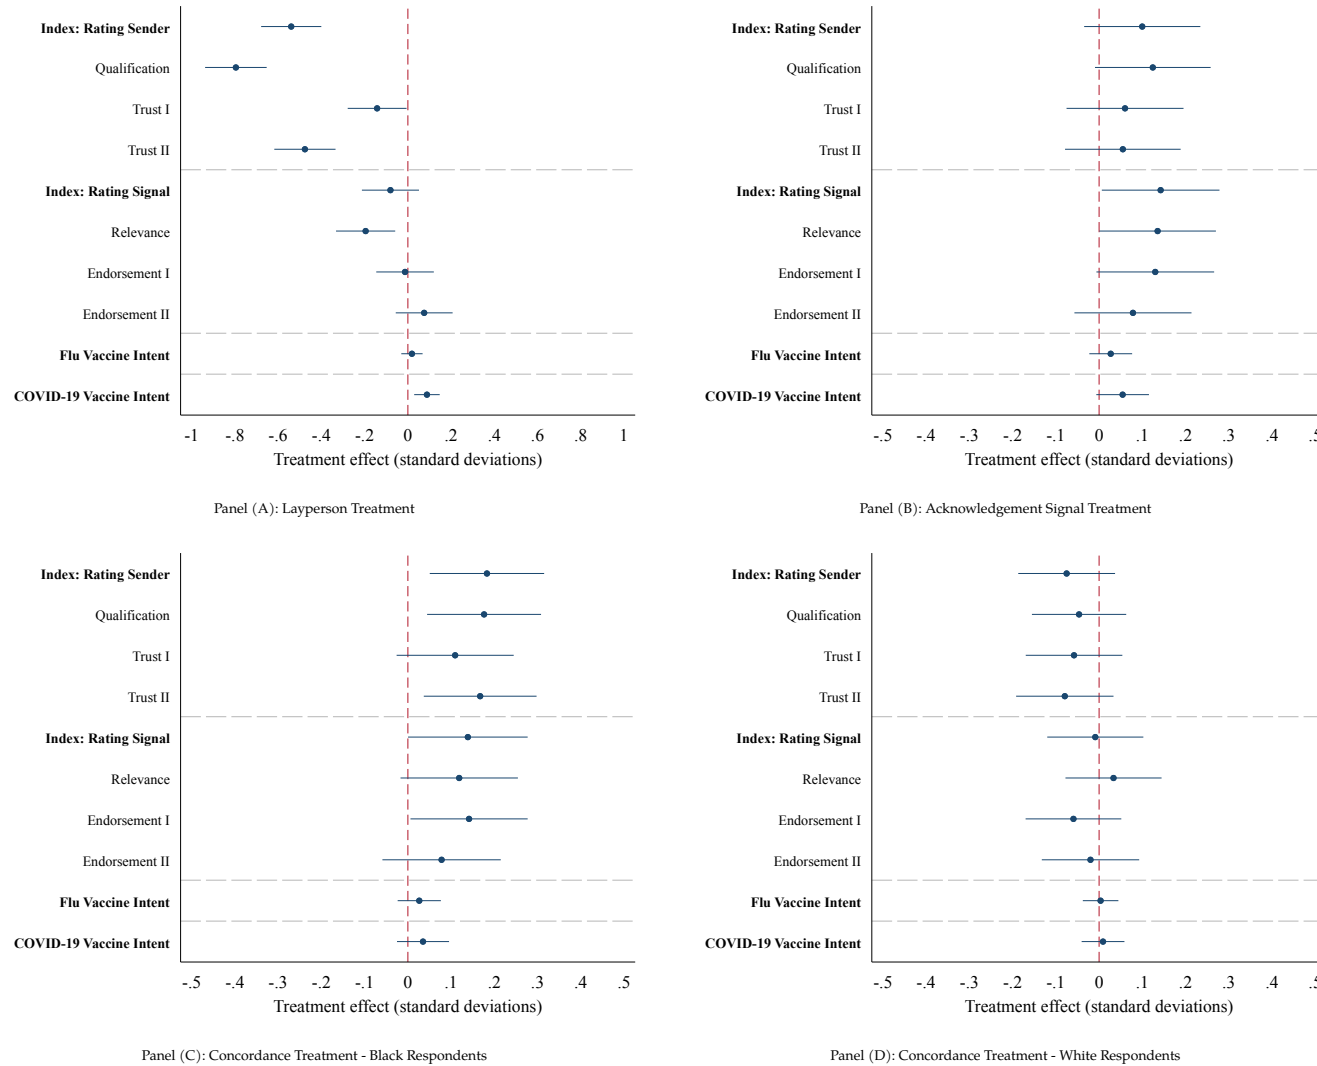 Index: Rating Sender
Qualification
Trust I
Trust II
Index: Rating Signal
Relevance
Endorsement I
Endorsement II
Flu Vaccine Intent
COVID-19 Vaccine Intent
-1 -.8 -.6 -.4 -.2 0 .2 .4 .6 .8 1
Treatment effect (standard deviations)
Panel (A): Layperson Treatment
Index: Rating Sender
Qualification
Trust I
Trust II
Index: Rating Signal
Relevance
Endorsement I
Endorsement II
Flu Vaccine Intent
COVID-19 Vaccine Intent
-.5 -.4 -.3 -.2 -.1 0 .1 .2 .3 .4 .5
Treatment effect (standard deviations)
Panel (B): Acknowledgement Signal Treatment
Index: Rating Sender
Qualification
Trust I
Trust II
Index: Rating Signal
Relevance
Endorsement I
Endorsement II
Flu Vaccine Intent
COVID-19 Vaccine Intent
-.5 -.4 -.3 -.2 -.1 0 .1 .2 .3 .4 .5
Treatment effect (standard deviations)
Panel (C): Concordance Treatment - Black Respondents
Index: Rating Sender
Qualification
Trust I
Trust II
Index: Rating Signal
Relevance
Endorsement I
Endorsement II
Flu Vaccine Intent
COVID-19 Vaccine Intent
-.5 -.4 -.3 -.2 -.1 0 .1 .2 .3 .4 .5
Treatment effect (standard deviations)
Panel (D): Concordance Treatment - White Respondents